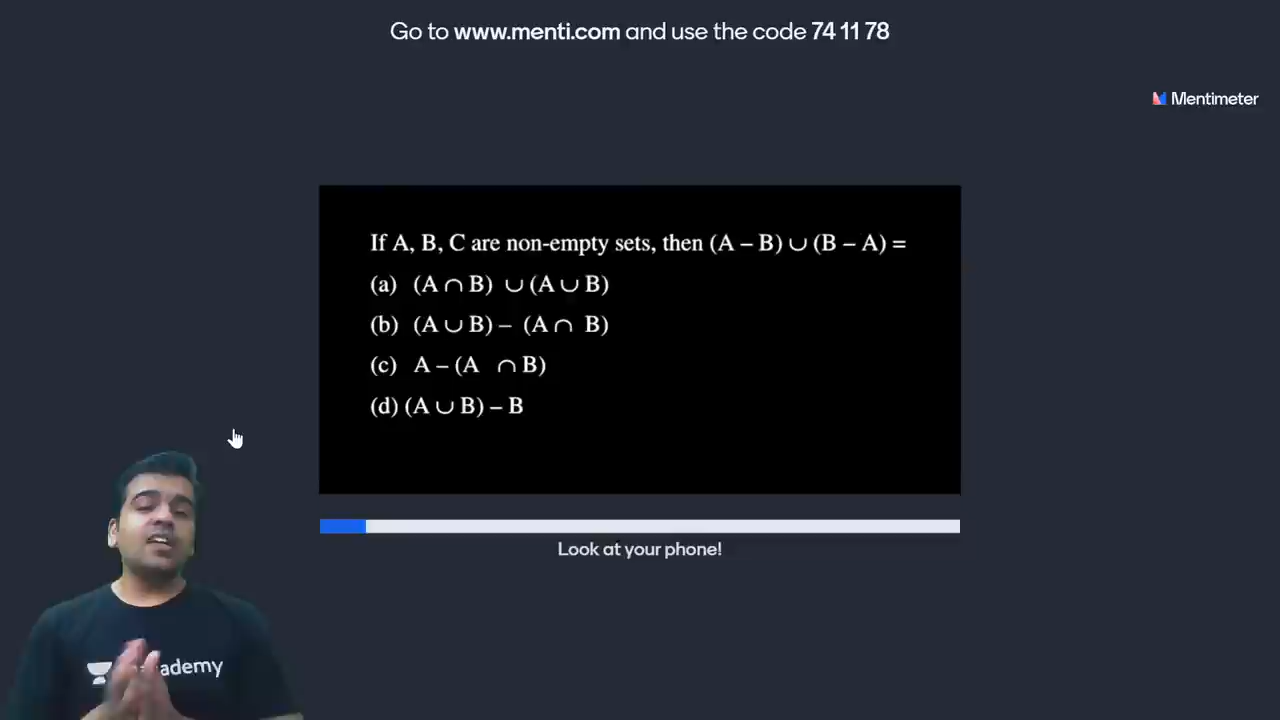 Go to www.menti.com and use the code 74 11 78
Mentimeter
If A, B, C are non-empty sets, then (A – B) ∪ (B – A) =
(a) (A ∩ B) ∪ (A ∪ B)
(b) (A ∪ B) – (A ∩ B)
(c) A – (A ∩ B)
(d) (A ∪ B) – B
Look at your phone!
ademy